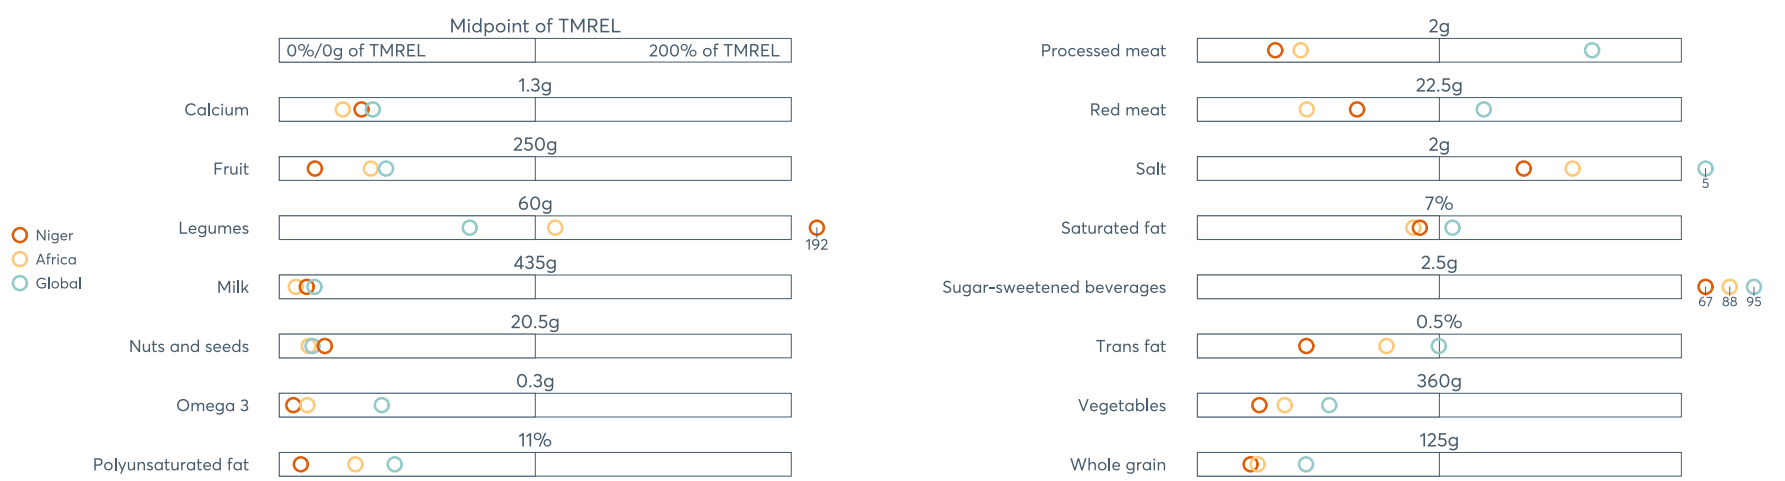 Midpoint of TMREL
0%/0g of TMREL 200% of TMREL
Calcium 1.3g
Fruit 250g
Legumes 60g
192
Milk 435g
Nuts and seeds 20.5g
Omega 3 0.3g
Polyunsaturated fat 11%
Niger
Africa
Global
Processed meat 2g
Red meat 22.5g
Salt 2g
5
Saturated fat 7%
Sugar-sweetened beverages 2.5g
67 88 95
Trans fat 0.5%
Vegetables 360g
Whole grain 125g